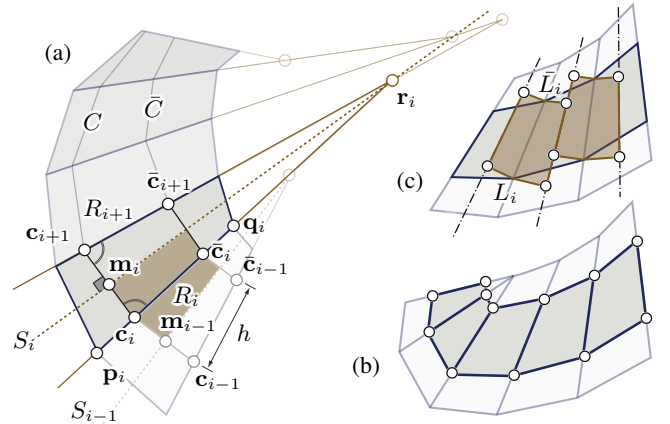 (a)
C
C̄
r_i
c̄_{i+1}
R_{i+1}
c_{i+1}
q_i
m_i
c̄_i
c̄_{i-1}
R_i
S_i
c_i
m_{i-1}
h
p_i
c_{i-1}
S_{i-1}
L̄_i
(c)
L_i
(b)